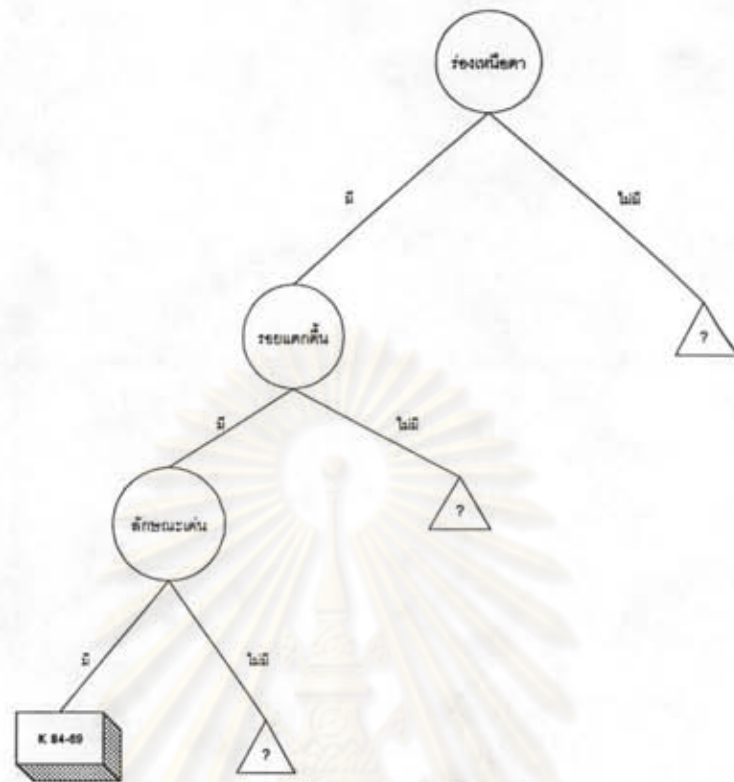 ร่องเหนือตา
มี
ไม่มี
รอยแตกตื้น
?
มี
ไม่มี
ลักษณะเด่น
?
มี
ไม่มี
K 84-69
?